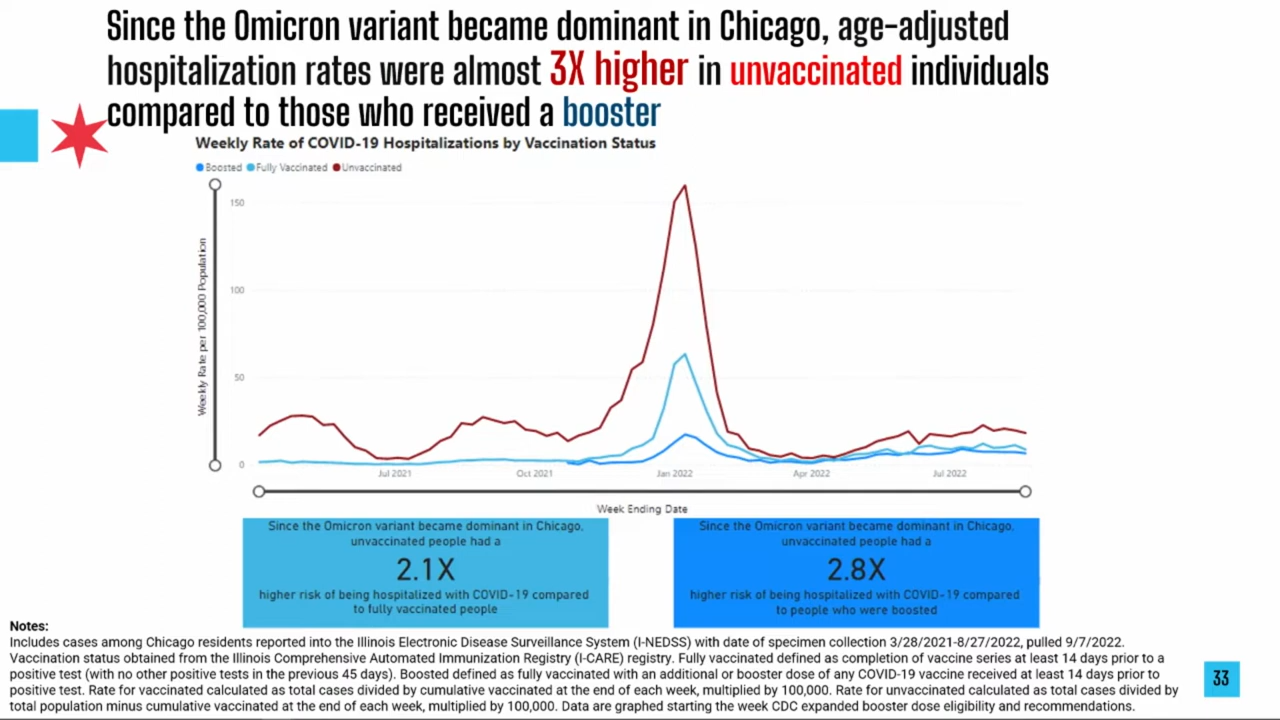 Since the Omicron variant became dominant in Chicago, age-adjusted
hospitalization rates were almost 3X higher in unvaccinated individuals
compared to those who received a booster
Weekly Rate of COVID-19 Hospitalizations by Vaccination Status
Boosted Fully Vaccinated Unvaccinated
Weekly Rate per 100,000 Population
150
100
50
0
Jul 2021 Oct 2021 Jan 2022 Apr 2022 Jul 2022
Week Ending Date
Since the Omicron variant became dominant in Chicago,
unvaccinated people had a
2.1X
higher risk of being hospitalized with COVID-19 compared
to fully vaccinated people
Since the Omicron variant became dominant in Chicago,
unvaccinated people had a
2.8X
higher risk of being hospitalized with COVID-19 compared
to people who were boosted
Notes:
Includes cases among Chicago residents reported into the Illinois Electronic Disease Surveillance System (I-NEDSS) with date of specimen collection 3/28/2021-8/27/2022, pulled 9/7/2022.
Vaccination status obtained from the Illinois Comprehensive Automated Immunization Registry (I-CARE) registry. Fully vaccinated defined as completion of vaccine series at least 14 days prior to a
positive test (with no other positive tests in the previous 45 days). Boosted defined as fully vaccinated with an additional or booster dose of any COVID-19 vaccine received at least 14 days prior to
positive test. Rate for vaccinated calculated as total cases divided by cumulative vaccinated at the end of each week, multiplied by 100,000. Rate for unvaccinated calculated as total cases divided by
total population minus cumulative vaccinated at the end of each week, multiplied by 100,000. Data are graphed starting the week CDC expanded booster dose eligibility and recommendations.
33